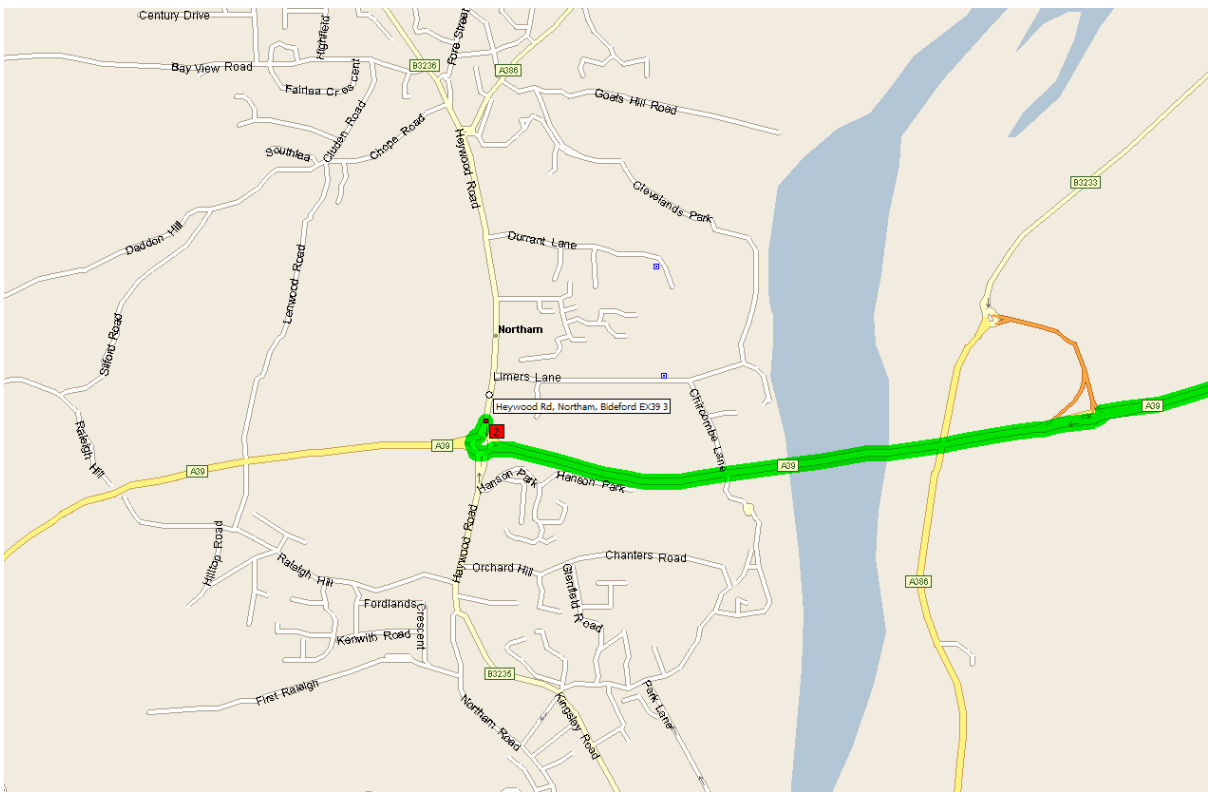 Century Drive
Highfield
Fore Street
B3236
A386
Bay View Road
Fairlea Crescent
Goats Hill Road
Cluden Road
Chope Road
Southlea
Heywood Road
B3233
Clevelands Park
Daddon Hill
Durrant Lane
Lenwood Road
Northam
Silford Road
Limers Lane
Chircombe Lane
Heywood Rd, Northam, Bideford EX39 3
2
A39
A39
A39
A39
Raleigh Hill
Hanson Park
Hanson Park
Heywood Road
Hilltop Road
Raleigh Hill
Orchard Hill
Chanters Road
Glenfield Road
A386
Fordlands
Crescent
Kenwith Road
B3235
First Raleigh
Northam Road
Kingsley Road
Park Lane